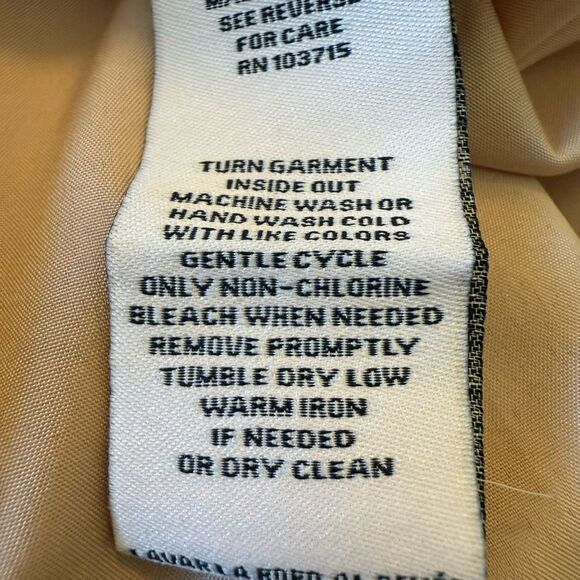 SEE REVERSE
FOR CARE
RN 103715
TURN GARMENT
INSIDE OUT
MACHINE WASH OR
HAND WASH COLD
WITH LIKE COLORS
GENTLE CYCLE
ONLY NON-CHLORINE
BLEACH WHEN NEEDED
REMOVE PROMPTLY
TUMBLE DRY LOW
WARM IRON
IF NEEDED
OR DRY CLEAN